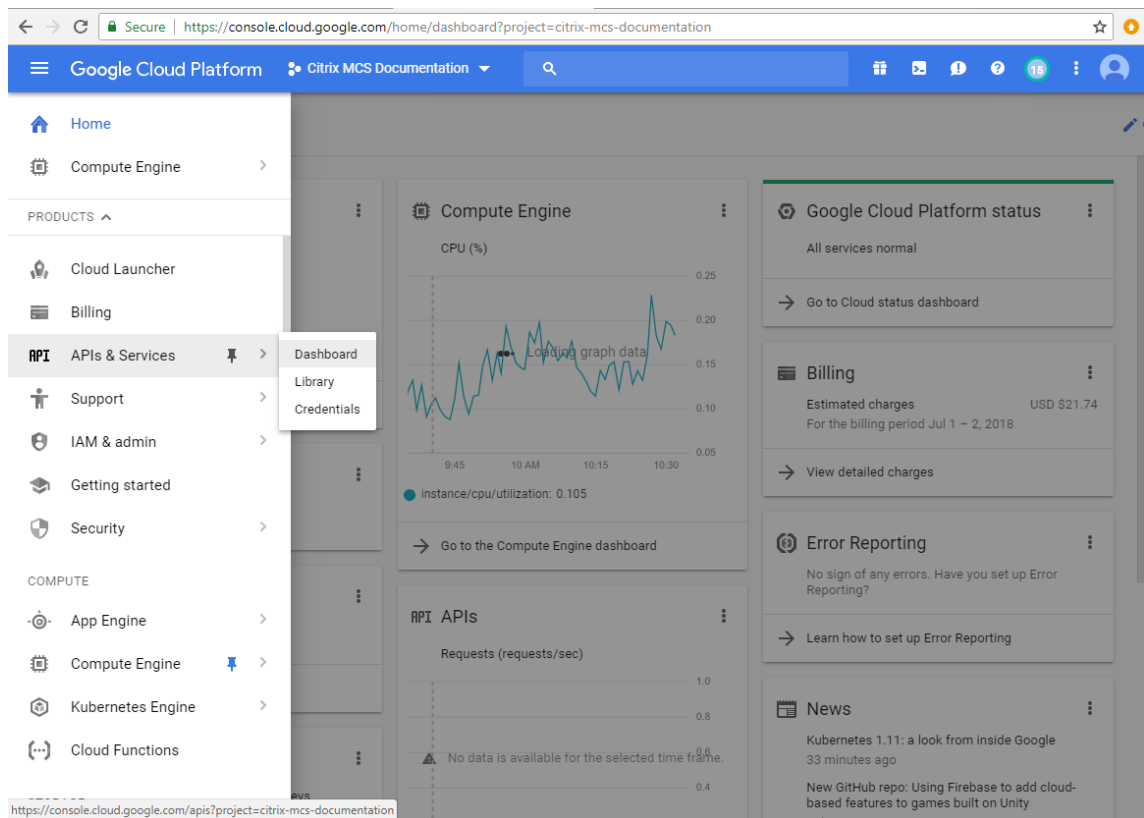 Secure | https://console.cloud.google.com/home/dashboard?project=citrix-mcs-documentation
Google Cloud Platform
Citrix MCS Documentation
15
Home
Compute Engine
PRODUCTS
Cloud Launcher
Billing
API APIs & Services
Support
IAM & admin
Getting started
Security
COMPUTE
App Engine
Compute Engine
Kubernetes Engine
Cloud Functions
https://console.cloud.google.com/apis?project=citrix-mcs-documentation
Dashboard
Library
Credentials
Compute Engine
CPU (%)
0.25
0.20
Loading graph data
0.15
0.10
0.05
9:45 10 AM 10:15 10:30
instance/cpu/utilization: 0.105
Go to the Compute Engine dashboard
API APIs
Requests (requests/sec)
1.0
0.8
No data is available for the selected time frame.
0.6
0.4
Google Cloud Platform status
All services normal
Go to Cloud status dashboard
Billing
Estimated charges USD $21.74
For the billing period Jul 1 – 2, 2018
View detailed charges
Error Reporting
No sign of any errors. Have you set up Error
Reporting?
Learn how to set up Error Reporting
News
Kubernetes 1.11: a look from inside Google
33 minutes ago
New GitHub repo: Using Firebase to add cloud-
based features to games built on Unity